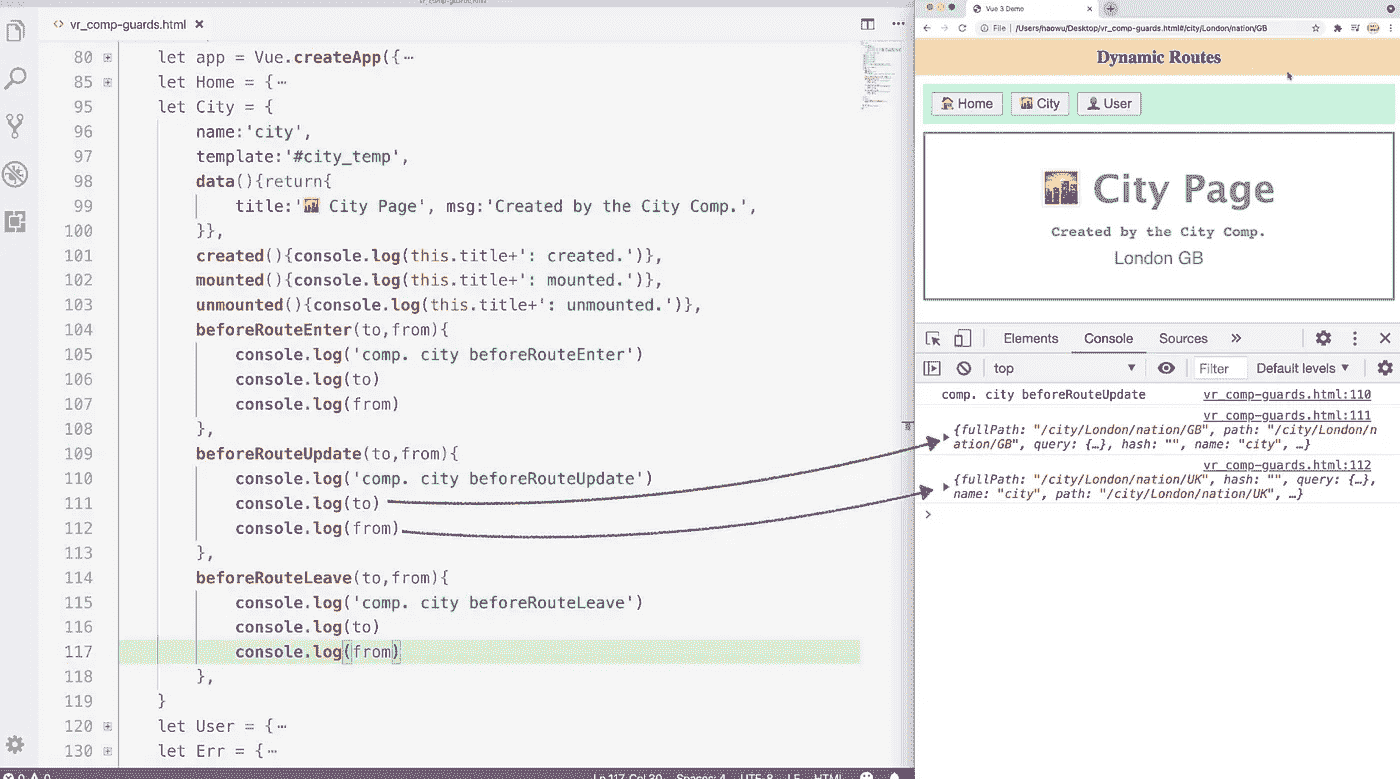 vr_comp-guards.html
80 let app = Vue.createApp({⋯
85 let Home = {⋯
95 let City = {
96 name:'city',
97 template:'#city_temp',
98 data(){return{
99 title:'🌇 City Page', msg:'Created by the City Comp.',
100 }},
101 created(){console.log(this.title+': created.')},
102 mounted(){console.log(this.title+': mounted.')},
103 unmounted(){console.log(this.title+': unmounted.')},
104 beforeRouteEnter(to,from){
105 console.log('comp. city beforeRouteEnter')
106 console.log(to)
107 console.log(from)
108 },
109 beforeRouteUpdate(to,from){
110 console.log('comp. city beforeRouteUpdate')
111 console.log(to)
112 console.log(from)
113 },
114 beforeRouteLeave(to,from){
115 console.log('comp. city beforeRouteLeave')
116 console.log(to)
117 console.log(from)
118 },
119 }
120 let User = {⋯
130 let Err = {⋯
Ln 117, Col 30 Spaces: 4 UTF-8 LF HTML
Vue 3 Demo
File | /Users/naowu/Desktop/vr_comp-guards.html#/city/London/nation/GB
Dynamic Routes
Home City User
City Page
Created by the City Comp.
London GB
Elements Console Sources »
top Filter Default levels
comp. city beforeRouteUpdate vr_comp-guards.html:110
vr_comp-guards.html:111
{fullPath: "/city/London/nation/GB", path: "/city/London/n
ation/GB", query: {…}, hash: "", name: "city", …}
vr_comp-guards.html:112
{fullPath: "/city/London/nation/UK", hash: "", query: {…},
name: "city", path: "/city/London/nation/UK", …}